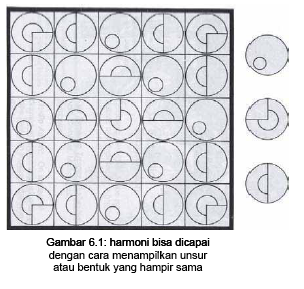 Gambar 6.1: harmoni bisa dicapai
dengan cara menampilkan unsur
atau bentuk yang hampir sama